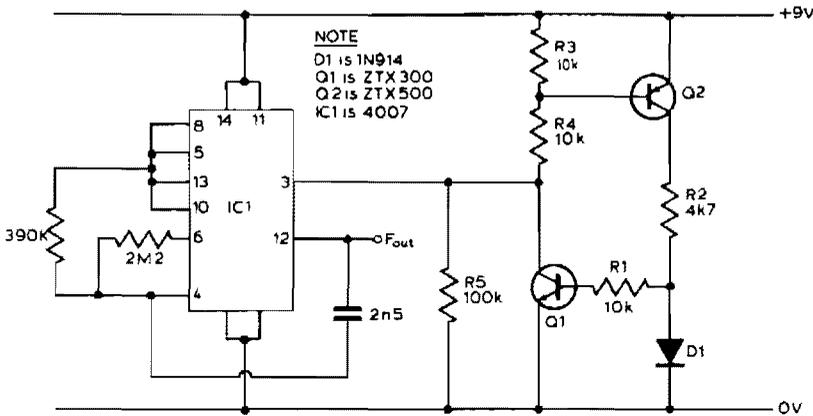 +9V
NOTE
D1 is 1N914
Q1 is ZTX300
Q2 is ZTX500
IC1 is 4007
R3
10k
Q2
14 11
8
5
13
10
6
4
3
12
IC1
R4
10k
R2
4k7
390k
2M2
Fout
R5
100k
R1
10k
Q1
2n5
D1
0V